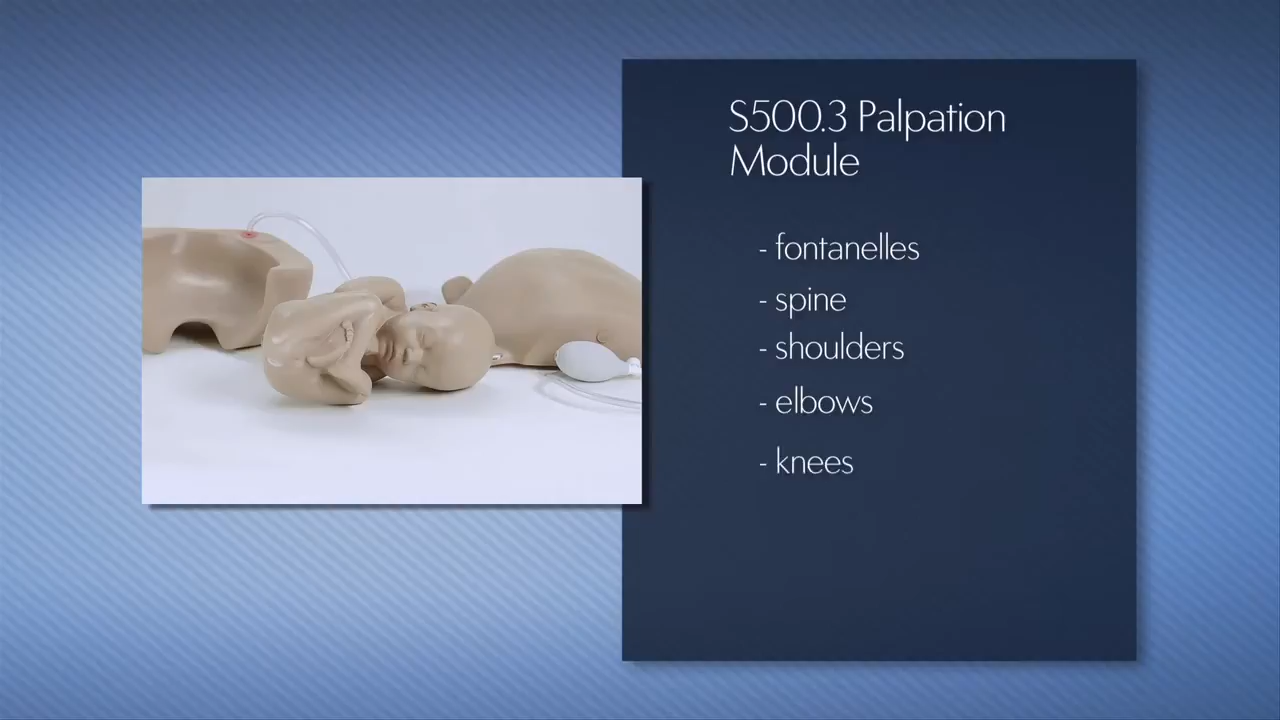 S500.3 Palpation
Module
- fontanelles
- spine
- shoulders
- elbows
- knees